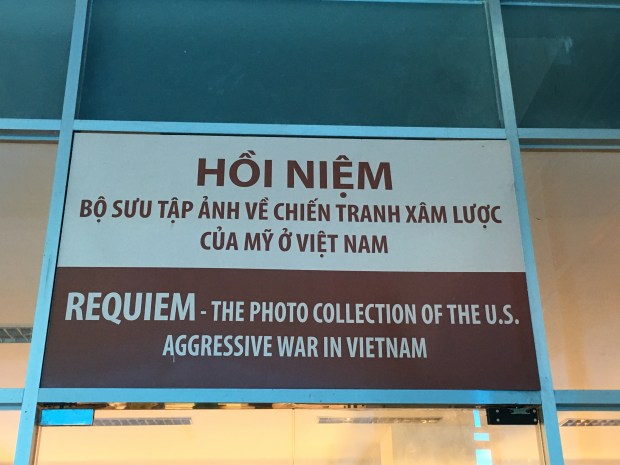 HỒI NIỆM
BỘ SƯU TẬP ẢNH VỀ CHIẾN TRANH XÂM LƯỢC
CỦA MỸ Ở VIỆT NAM
REQUIEM - THE PHOTO COLLECTION OF THE U.S.
AGGRESSIVE WAR IN VIETNAM